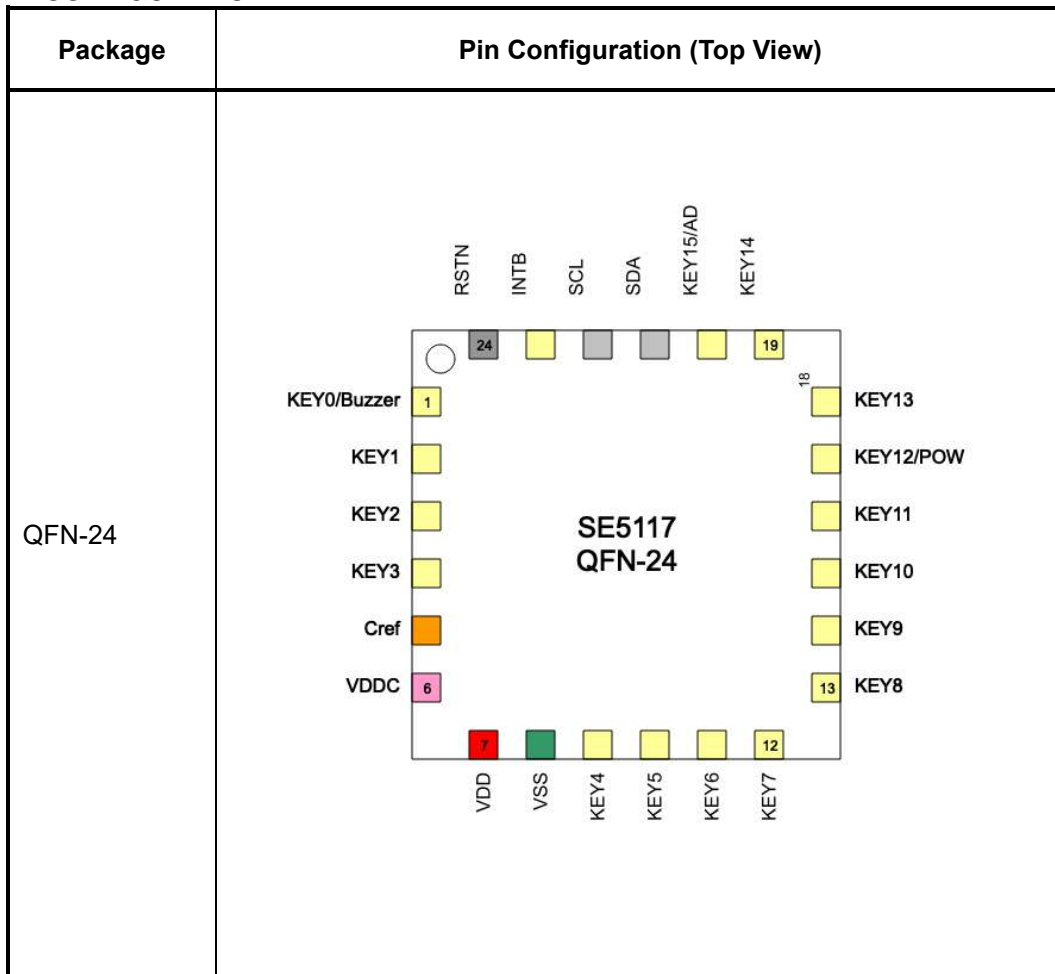 Package
Pin Configuration (Top View)
QFN-24
RSTN
INTB
SCL
SDA
KEY15/AD
KEY14
24
19
18
KEY0/Buzzer
1
KEY13
KEY1
KEY12/POW
KEY2
KEY11
SE5117
QFN-24
KEY3
KEY10
Cref
KEY9
VDDC
6
13
KEY8
7
12
VDD
VSS
KEY4
KEY5
KEY6
KEY7